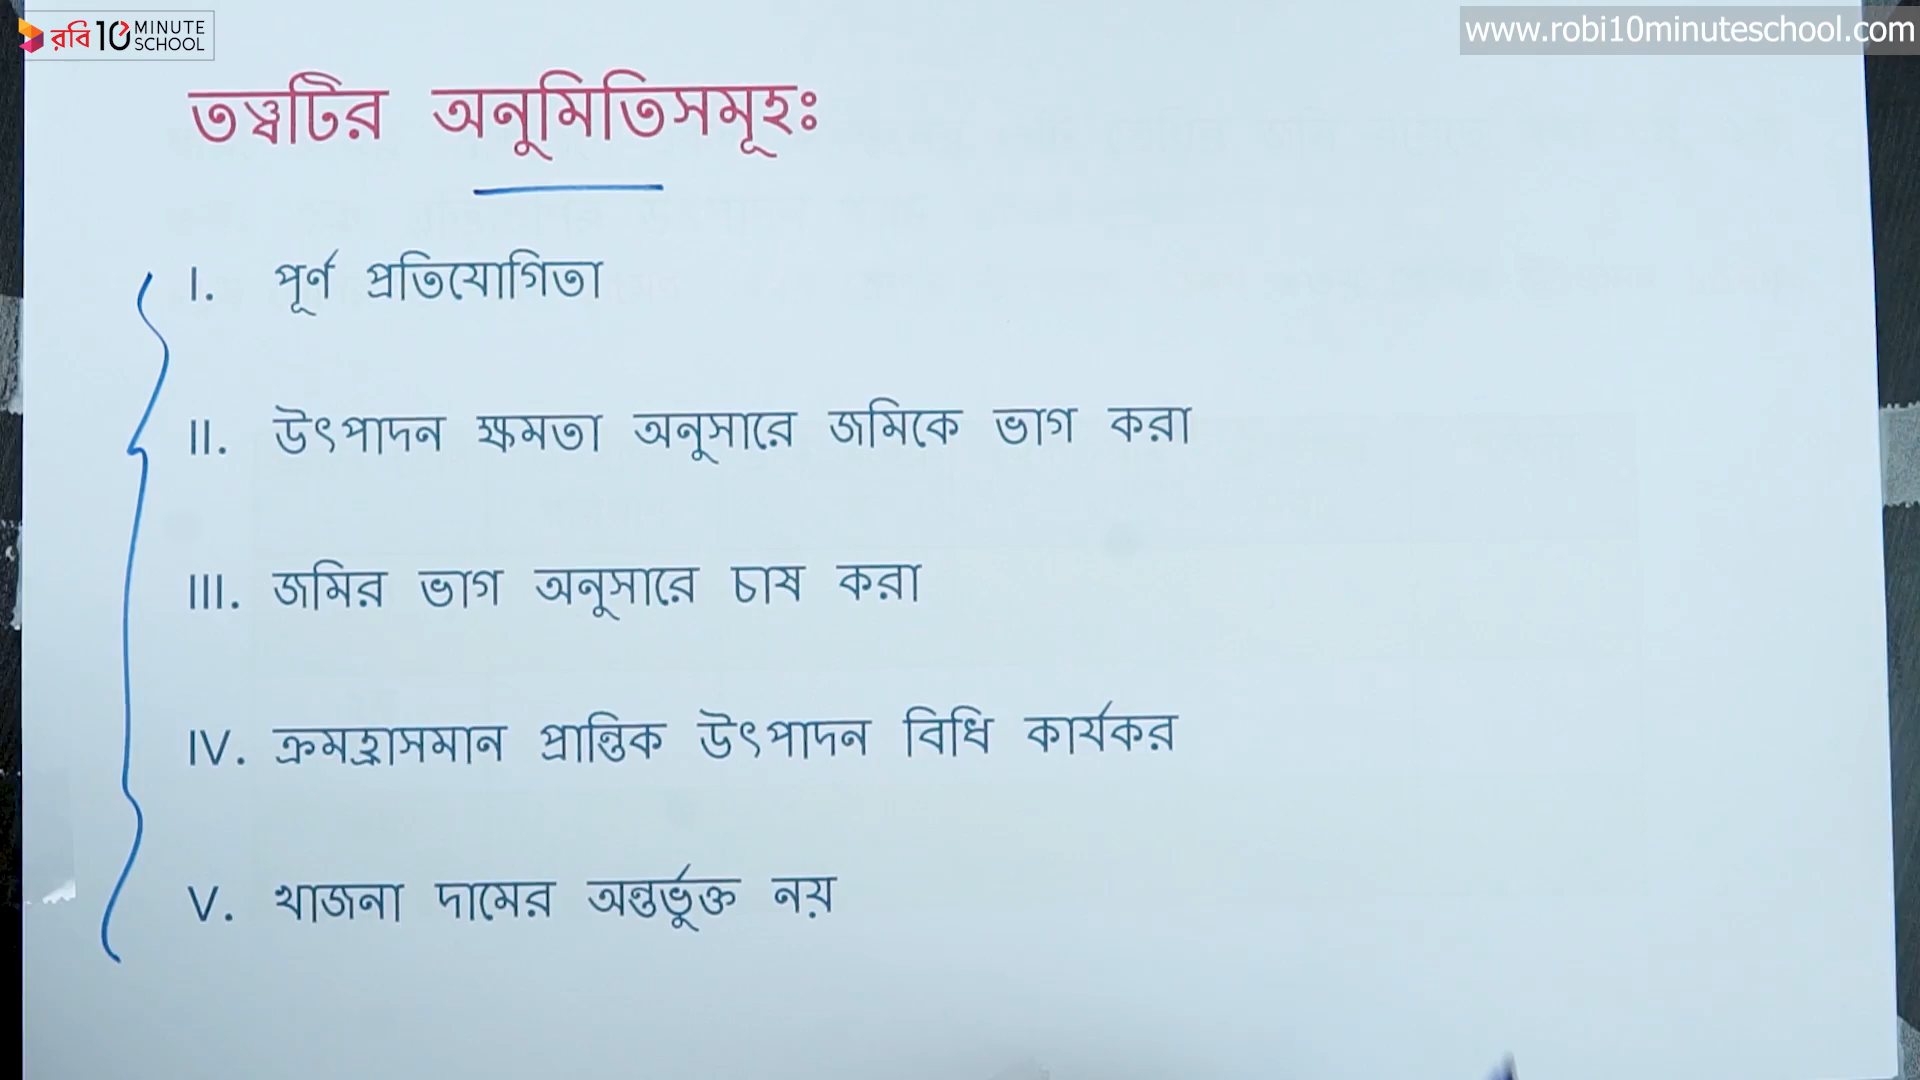 রবি 10 MINUTE SCHOOL
www.robi10minuteschool.com
তত্ত্বটির অনুমিতিসমূহঃ
I. পূর্ণ প্রতিযোগিতা
II. উৎপাদন ক্ষমতা অনুসারে জমিকে ভাগ করা
III. জমির ভাগ অনুসারে চাষ করা
IV. ক্রমহ্রাসমান প্রান্তিক উৎপাদন বিধি কার্যকর
V. খাজনা দামের অন্তর্ভুক্ত নয়